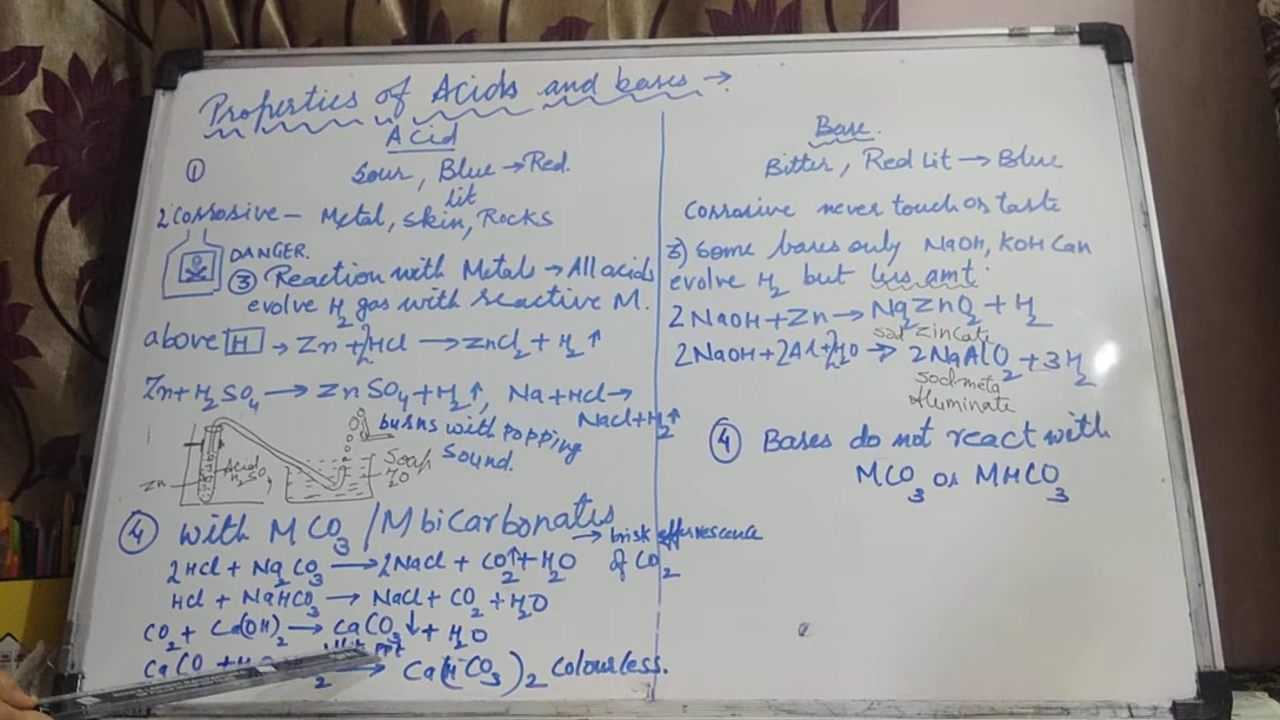 Properties of Acids and bases →
Acid
① Sour, Blue → Red.
lit
2 Corrosive – Metal, Skin, Rocks
DANGER.
③ Reaction with Metals → All acids
evolve H2 gas with reactive M.
above H → Zn + 2HCl → ZnCl2 + H2 ↑
Zn + H2SO4 → ZnSO4 + H2 ↑, Na + HCl →
NaCl + H2 ↑
burns with popping
sound.
Zn
Acid
H2SO4
Soap
H2O
④ with MCO3 / M bicarbonates
→ brisk effervescence
of CO2
2HCl + Na2CO3 → 2NaCl + CO2 ↑ + H2O
HCl + NaHCO3 → NaCl + CO2 + H2O
CO2 + Ca(OH)2 → CaCO3 ↓ + H2O
ppt
CaCO + H 2 → Ca(HCO3)2 colourless.
Base.
Bitter, Red lit → Blue
Corrosive never touch or taste
3) Some bases only NaOH, KOH Can
evolve H2 but less amt.
2NaOH + Zn → Na2ZnO2 + H2
sod zincate
2NaOH + 2Al + 2H2O → 2NaAlO2 + 3H2
sod meta
aluminate
④ Bases do not react with
MCO3 or MHCO3